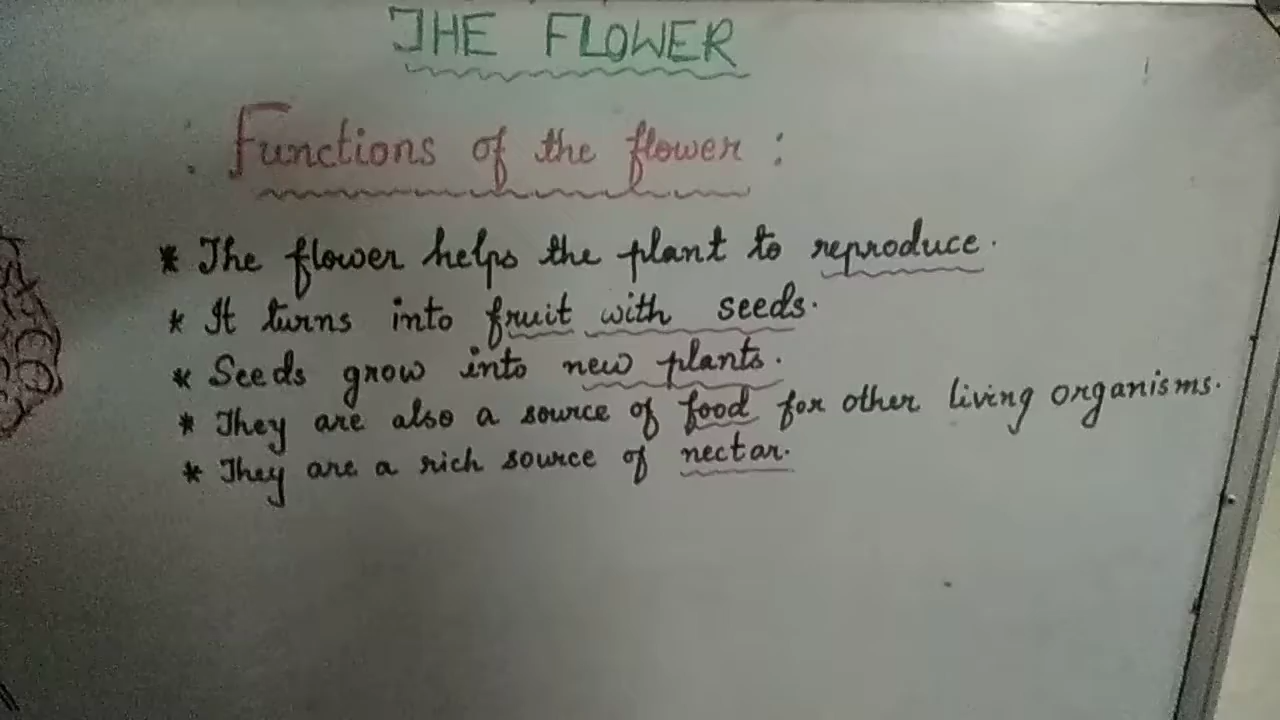 THE FLOWER
: Functions of the flower :
* The flower helps the plant to reproduce.
* It turns into fruit with seeds.
* Seeds grow into new plants.
* They are also a source of food for other living organisms.
* They are a rich source of nectar.